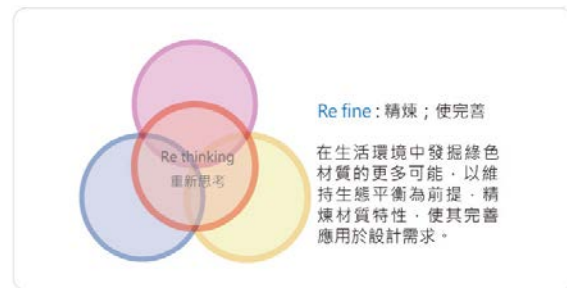 Re thinking
重新思考
Re fine : 精煉；使完善
在生活環境中發掘綠色
材質的更多可能，以維
持生態平衡為前提，精
煉材質特性，使其完善
應用於設計需求。